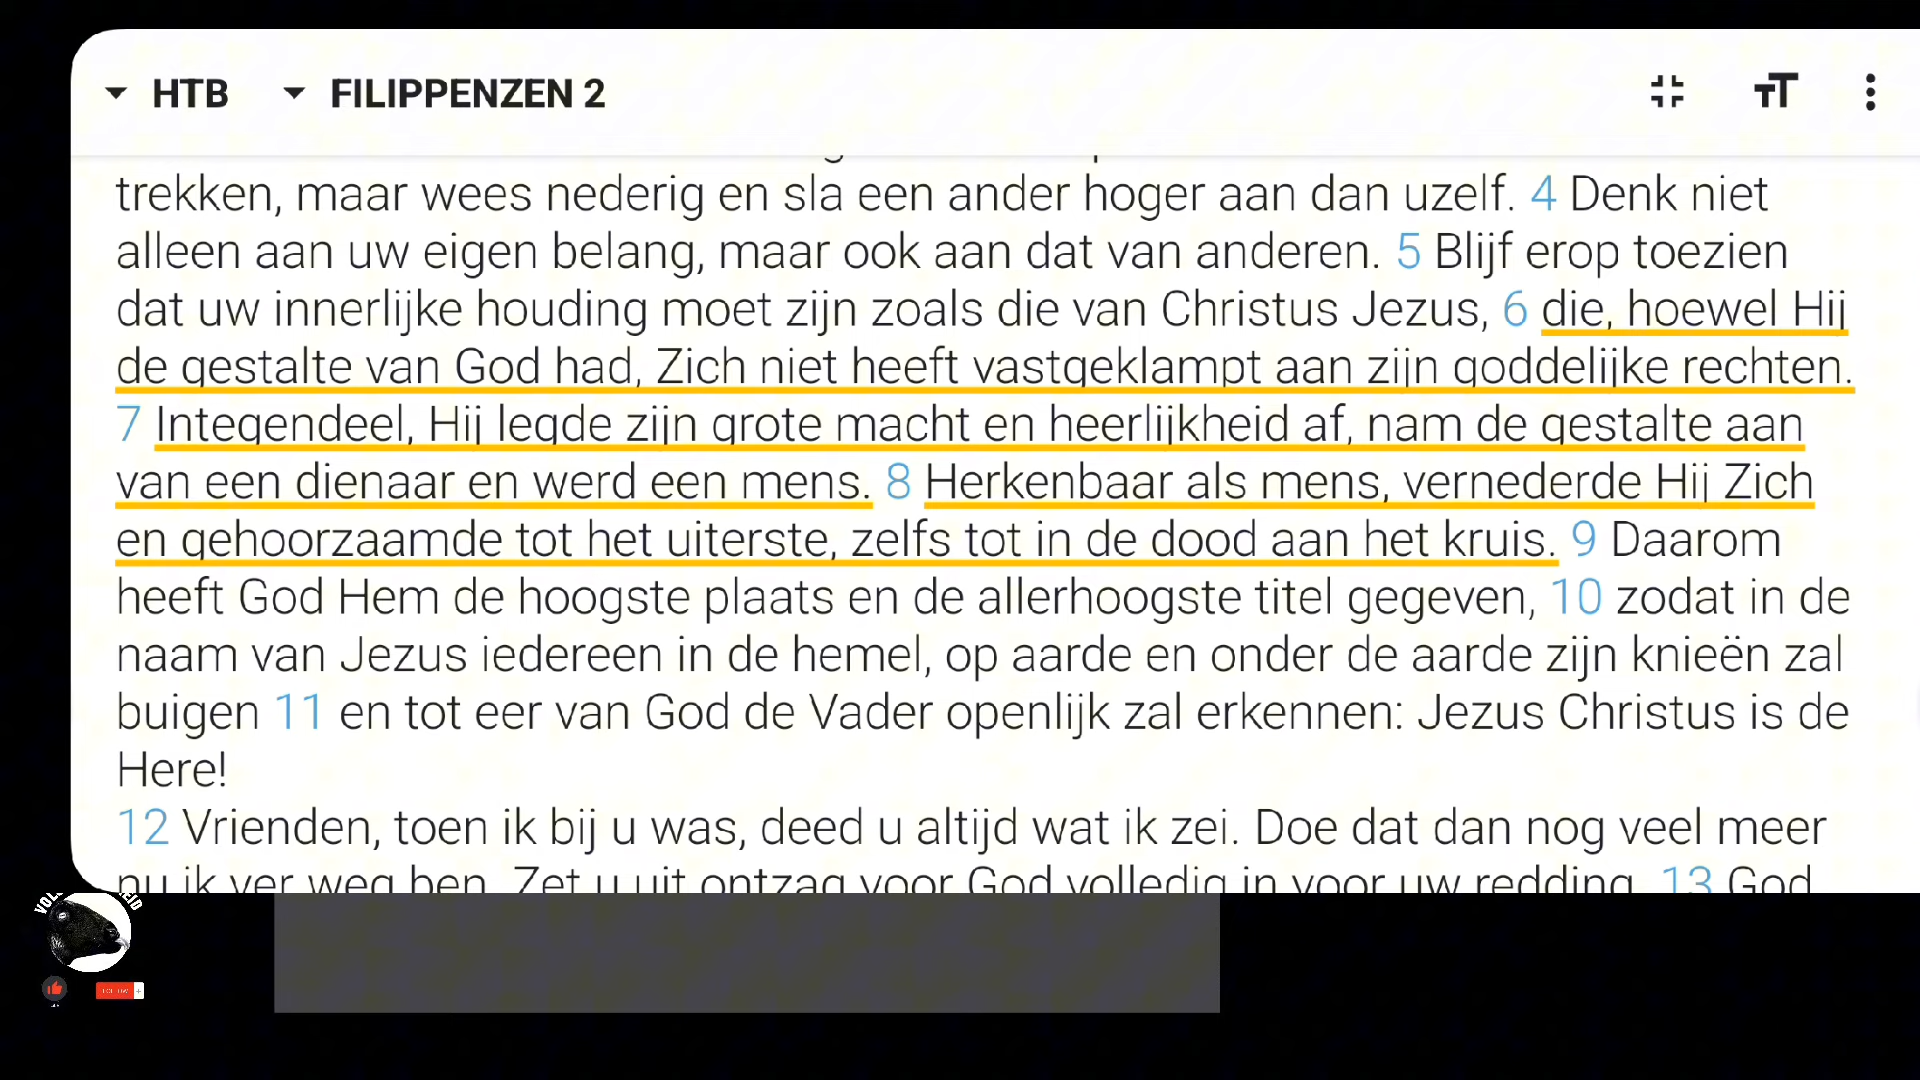 HTB FILIPPENZEN 2
trekken, maar wees nederig en sla een ander hoger aan dan uzelf. 4 Denk niet
alleen aan uw eigen belang, maar ook aan dat van anderen. 5 Blijf erop toezien
dat uw innerlijke houding moet zijn zoals die van Christus Jezus, 6 die, hoewel Hij
de gestalte van God had, Zich niet heeft vastgeklampt aan zijn goddelijke rechten.
7 Integendeel, Hij legde zijn grote macht en heerlijkheid af, nam de gestalte aan
van een dienaar en werd een mens. 8 Herkenbaar als mens, vernederde Hij Zich
en gehoorzaamde tot het uiterste, zelfs tot in de dood aan het kruis. 9 Daarom
heeft God Hem de hoogste plaats en de allerhoogste titel gegeven, 10 zodat in de
naam van Jezus iedereen in de hemel, op aarde en onder de aarde zijn knieën zal
buigen 11 en tot eer van God de Vader openlijk zal erkennen: Jezus Christus is de
Here!
12 Vrienden, toen ik bij u was, deed u altijd wat ik zei. Doe dat dan nog veel meer
nu ik ver weg ben. Zet u uit ontzag voor God volledig in voor uw redding. 13 God
FOLLOW